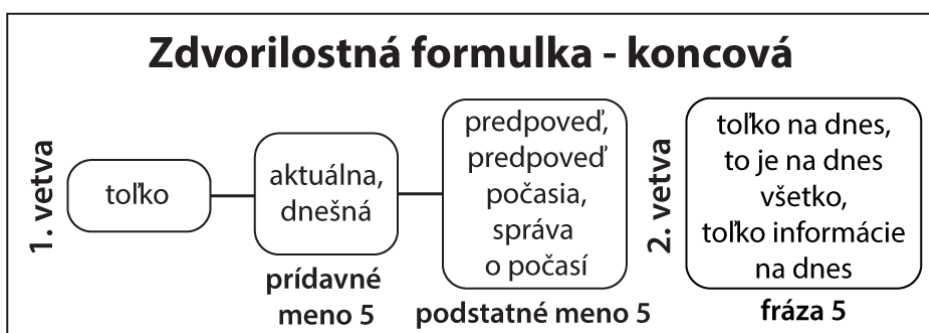 Zdvorilostná formulka - koncová
1. vetva
toľko
aktuálna,
dnešná
prídavné
meno 5
predpoveď,
predpoveď
počasia,
správa
o počasí
podstatné meno 5
2. vetva
toľko na dnes,
to je na dnes
všetko,
toľko informácie
na dnes
fráza 5